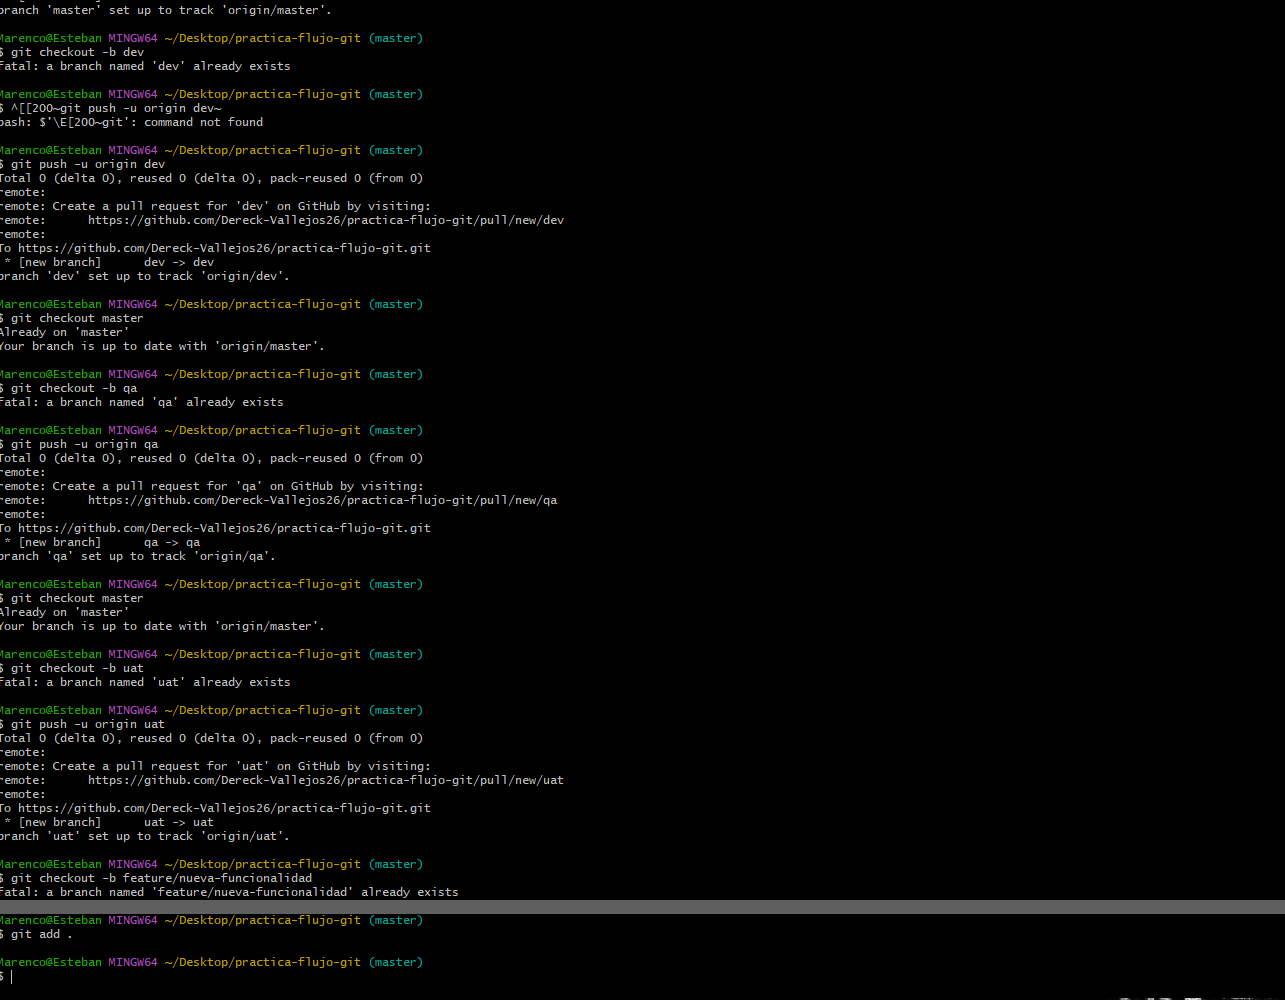 branch 'master' set up to track 'origin/master'.
Marenco@Esteban MINGW64 ~/Desktop/practica-flujo-git (master)
$ git checkout -b dev
fatal: a branch named 'dev' already exists
Marenco@Esteban MINGW64 ~/Desktop/practica-flujo-git (master)
$ ^[[200~git push -u origin dev~
bash: $'\E[200~git': command not found
Marenco@Esteban MINGW64 ~/Desktop/practica-flujo-git (master)
$ git push -u origin dev
Total 0 (delta 0), reused 0 (delta 0), pack-reused 0 (from 0)
remote:
remote: Create a pull request for 'dev' on GitHub by visiting:
remote:      https://github.com/Dereck-Vallejos26/practica-flujo-git/pull/new/dev
remote:
To https://github.com/Dereck-Vallejos26/practica-flujo-git.git
 * [new branch]      dev -> dev
branch 'dev' set up to track 'origin/dev'.
Marenco@Esteban MINGW64 ~/Desktop/practica-flujo-git (master)
$ git checkout master
Already on 'master'
Your branch is up to date with 'origin/master'.
Marenco@Esteban MINGW64 ~/Desktop/practica-flujo-git (master)
$ git checkout -b qa
fatal: a branch named 'qa' already exists
Marenco@Esteban MINGW64 ~/Desktop/practica-flujo-git (master)
$ git push -u origin qa
Total 0 (delta 0), reused 0 (delta 0), pack-reused 0 (from 0)
remote:
remote: Create a pull request for 'qa' on GitHub by visiting:
remote:      https://github.com/Dereck-Vallejos26/practica-flujo-git/pull/new/qa
remote:
To https://github.com/Dereck-Vallejos26/practica-flujo-git.git
 * [new branch]      qa -> qa
branch 'qa' set up to track 'origin/qa'.
Marenco@Esteban MINGW64 ~/Desktop/practica-flujo-git (master)
$ git checkout master
Already on 'master'
Your branch is up to date with 'origin/master'.
Marenco@Esteban MINGW64 ~/Desktop/practica-flujo-git (master)
$ git checkout -b uat
fatal: a branch named 'uat' already exists
Marenco@Esteban MINGW64 ~/Desktop/practica-flujo-git (master)
$ git push -u origin uat
Total 0 (delta 0), reused 0 (delta 0), pack-reused 0 (from 0)
remote:
remote: Create a pull request for 'uat' on GitHub by visiting:
remote:      https://github.com/Dereck-Vallejos26/practica-flujo-git/pull/new/uat
remote:
To https://github.com/Dereck-Vallejos26/practica-flujo-git.git
 * [new branch]      uat -> uat
branch 'uat' set up to track 'origin/uat'.
Marenco@Esteban MINGW64 ~/Desktop/practica-flujo-git (master)
$ git checkout -b feature/nueva-funcionalidad
fatal: a branch named 'feature/nueva-funcionalidad' already exists
Marenco@Esteban MINGW64 ~/Desktop/practica-flujo-git (master)
$ git add .
Marenco@Esteban MINGW64 ~/Desktop/practica-flujo-git (master)
$